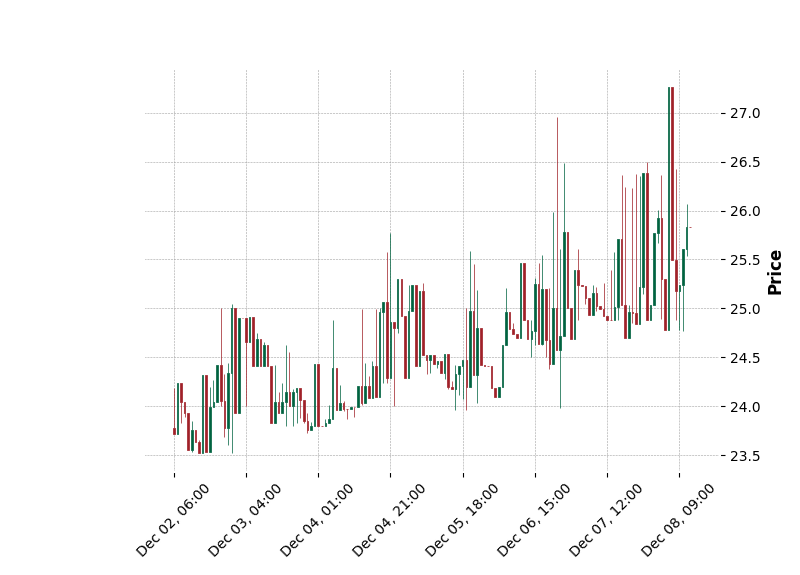 27.0
26.5
26.0
25.5
25.0
24.5
24.0
23.5
Price
Dec 02, 06:00
Dec 03, 04:00
Dec 04, 01:00
Dec 04, 21:00
Dec 05, 18:00
Dec 06, 15:00
Dec 07, 12:00
Dec 08, 09:00